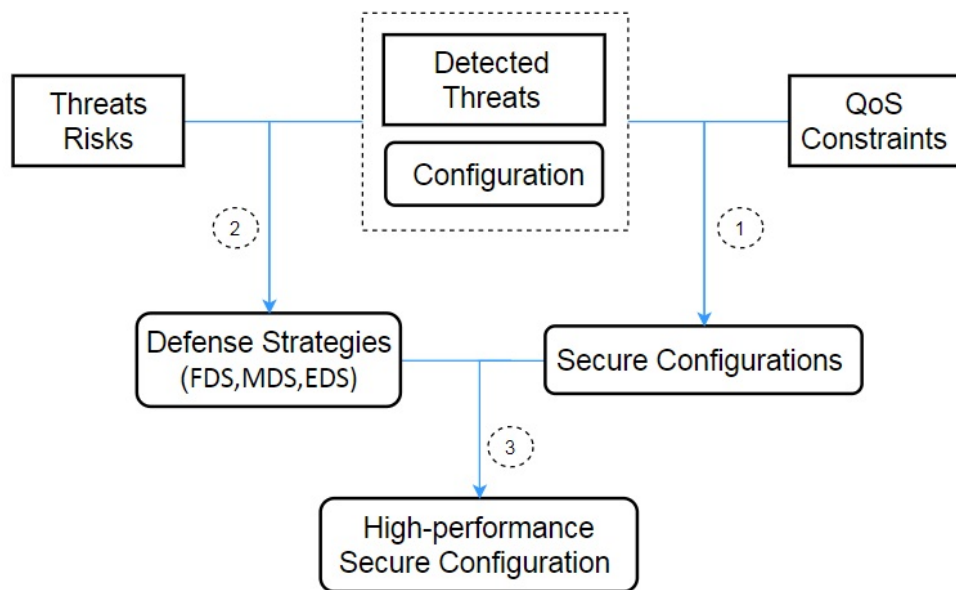 Threats
Risks
Detected
Threats
Configuration
QoS
Constraints
2
1
Defense Strategies
(FDS,MDS,EDS)
Secure Configurations
3
High-performance
Secure Configuration